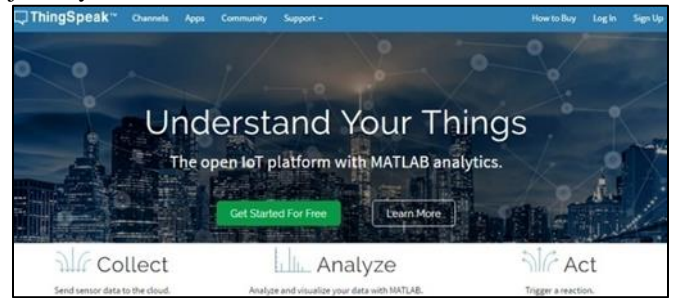 ThingSpeak™ Channels Apps Community Support How to Buy Log In Sign Up
Understand Your Things
The open IoT platform with MATLAB analytics.
Get Started For Free Learn More
Collect Analyze Act
Send sensor data to the cloud. Analyze and visualize your data with MATLAB. Trigger a reaction.